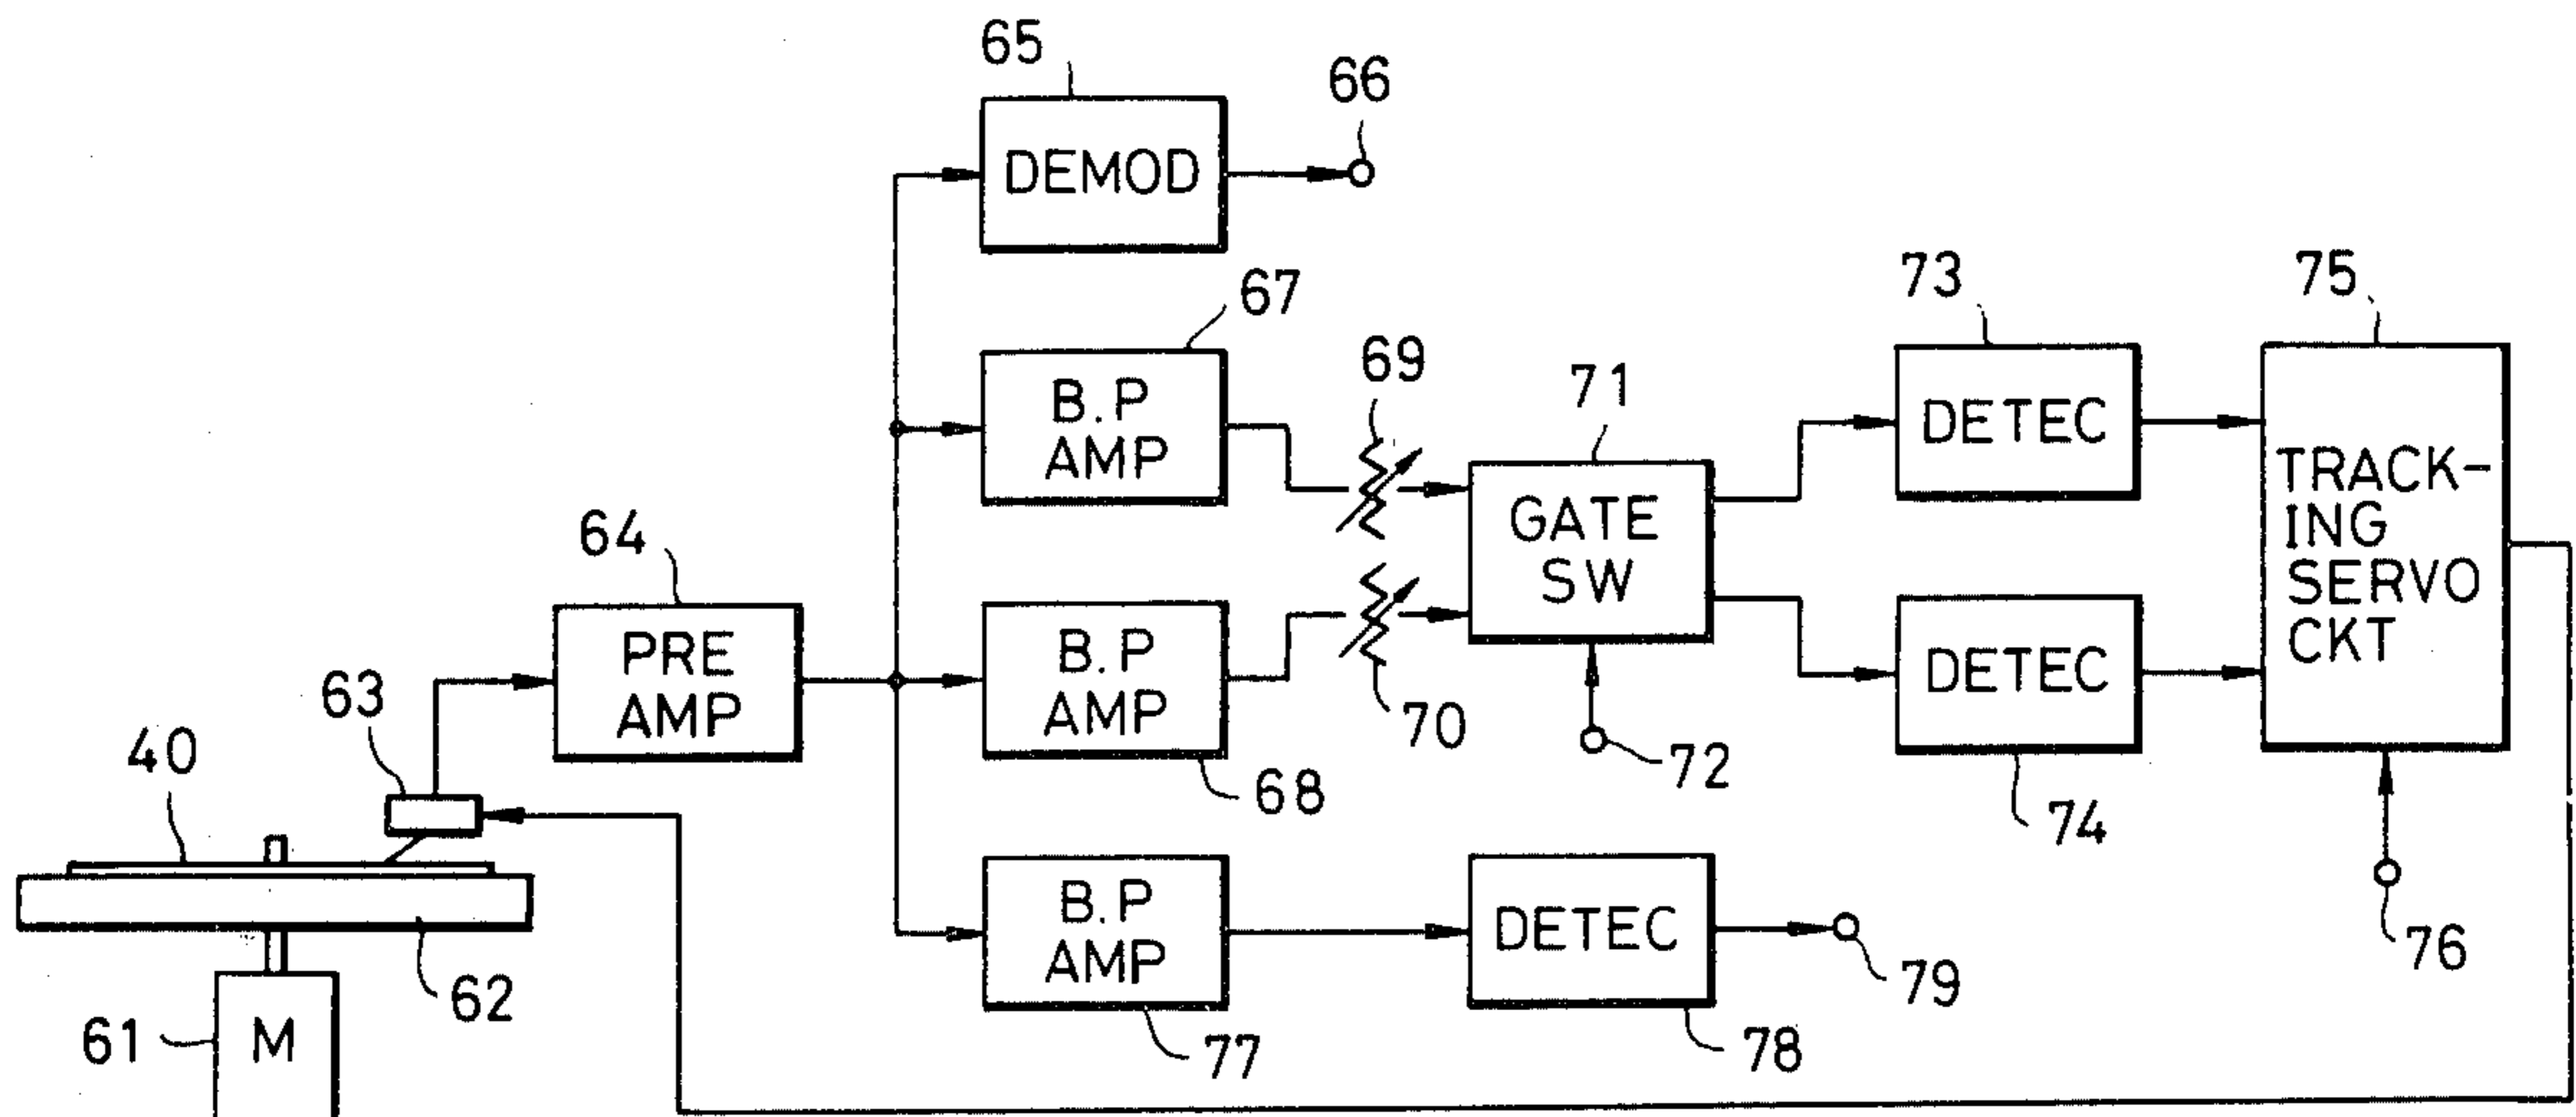 65
66
DEMOD
67
73
75
B.P
AMP
69
71
DETEC
64
GATE
SW
TRACK-
ING
SERVO
CKT
63
PRE
AMP
B.P
AMP
70
DETEC
40
68
72
74
B.P
AMP
DETEC
76
62
79
61
M
77
78